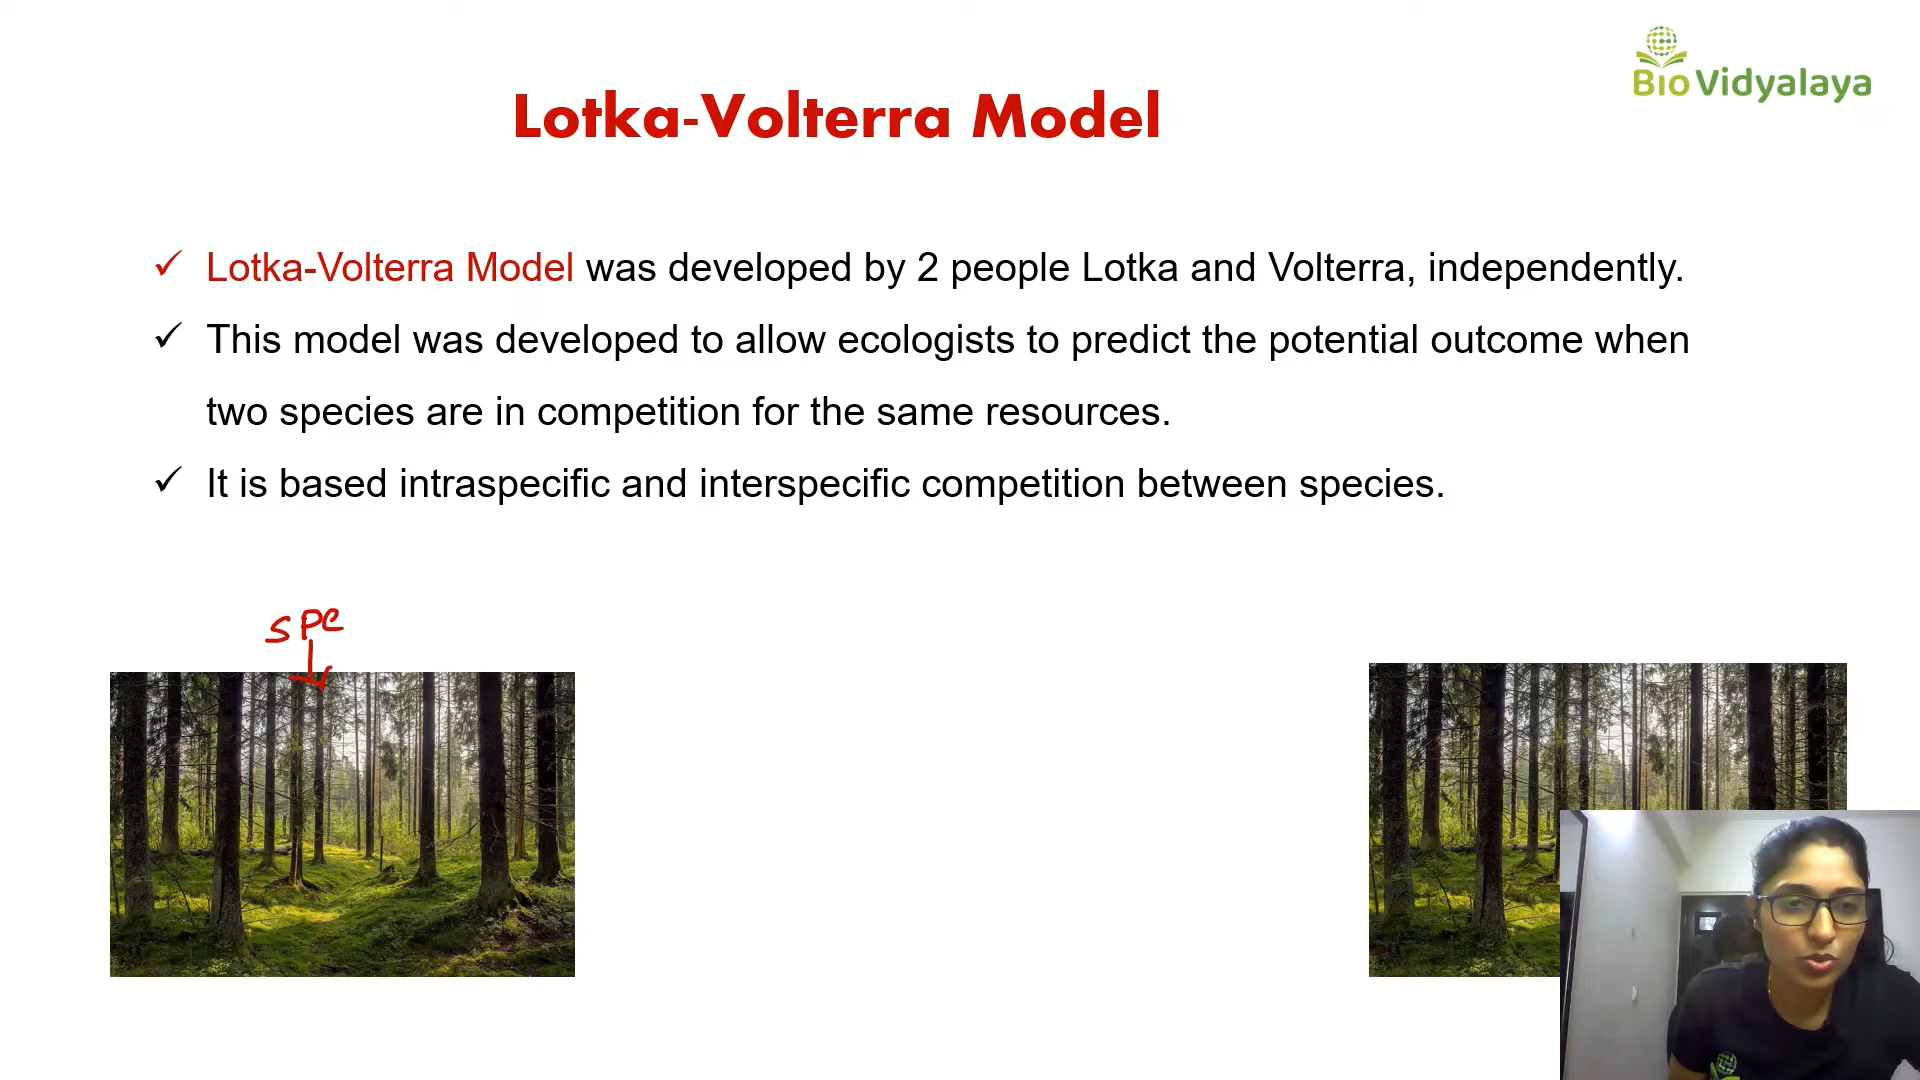 Bio Vidyalaya
Lotka-Volterra Model
✓ Lotka-Volterra Model was developed by 2 people Lotka and Volterra, independently.
✓ This model was developed to allow ecologists to predict the potential outcome when
two species are in competition for the same resources.
✓ It is based intraspecific and interspecific competition between species.
spe